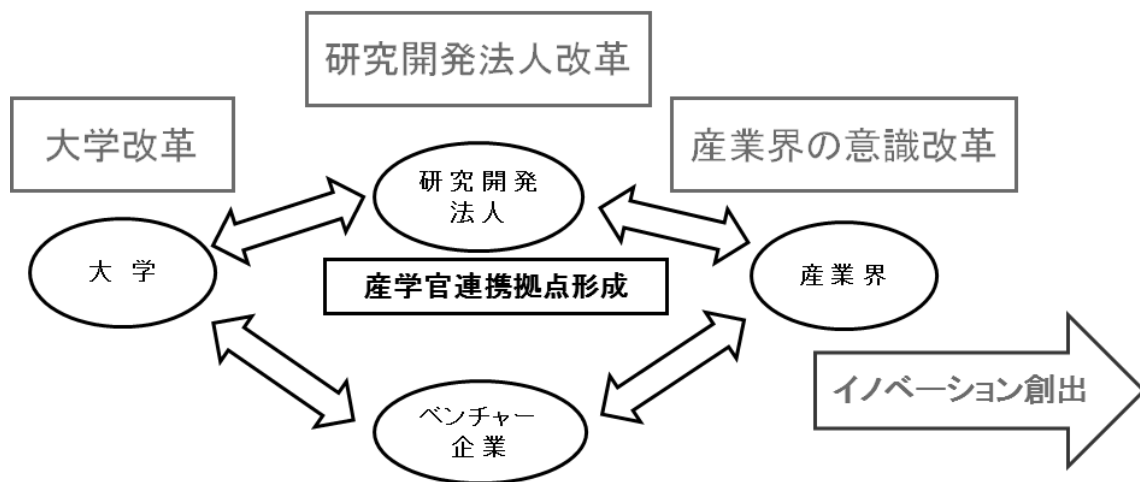 研究開発法人改革
大学改革
産業界の意識改革
研究開発
法人
大学
産業界
産学官連携拠点形成
イノベーション創出
ベンチャー
企業